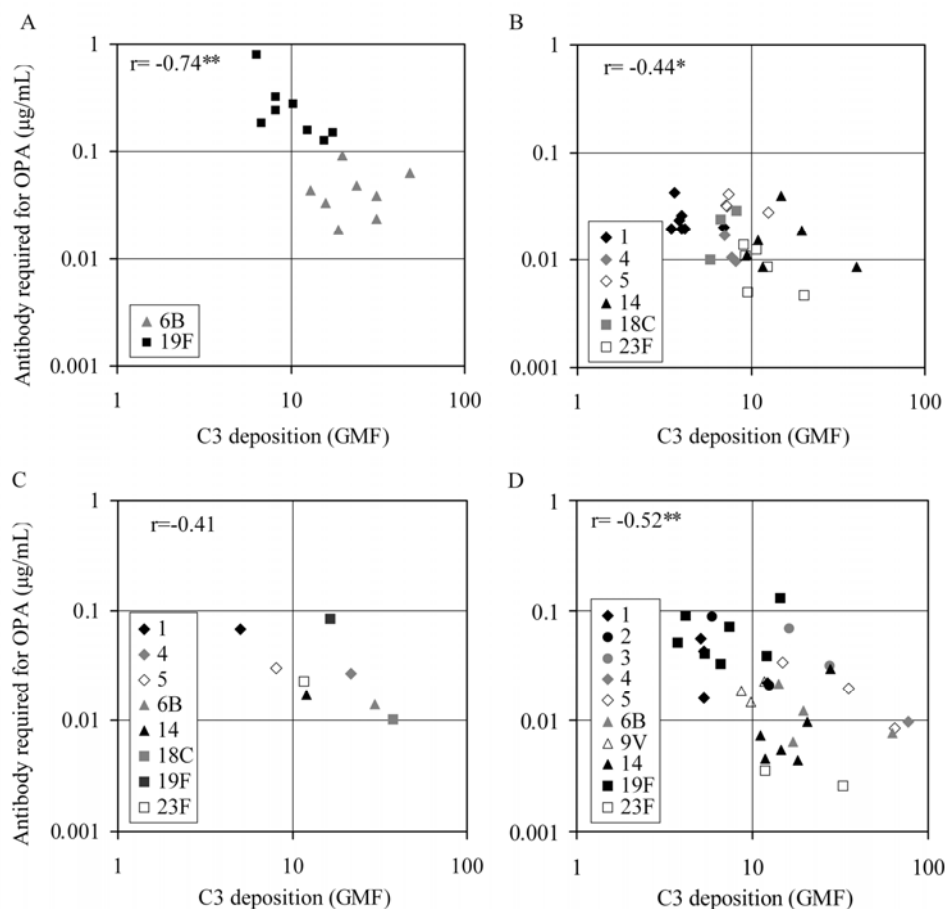 A
Antibody required for OPA (µg/mL)
1
0.1
0.01
0.001
r= -0.74**
6B
19F
1
10
100
C3 deposition (GMF)
B
1
0.1
0.01
0.001
r= -0.44*
1
4
5
14
18C
23F
1
10
100
C3 deposition (GMF)
C
Antibody required for OPA (µg/mL)
1
0.1
0.01
0.001
r=-0.41
1
4
5
6B
14
18C
19F
23F
1
10
100
C3 deposition (GMF)
D
1
0.1
0.01
0.001
r= -0.52**
1
2
3
4
5
6B
9V
14
19F
23F
1
10
100
C3 deposition (GMF)